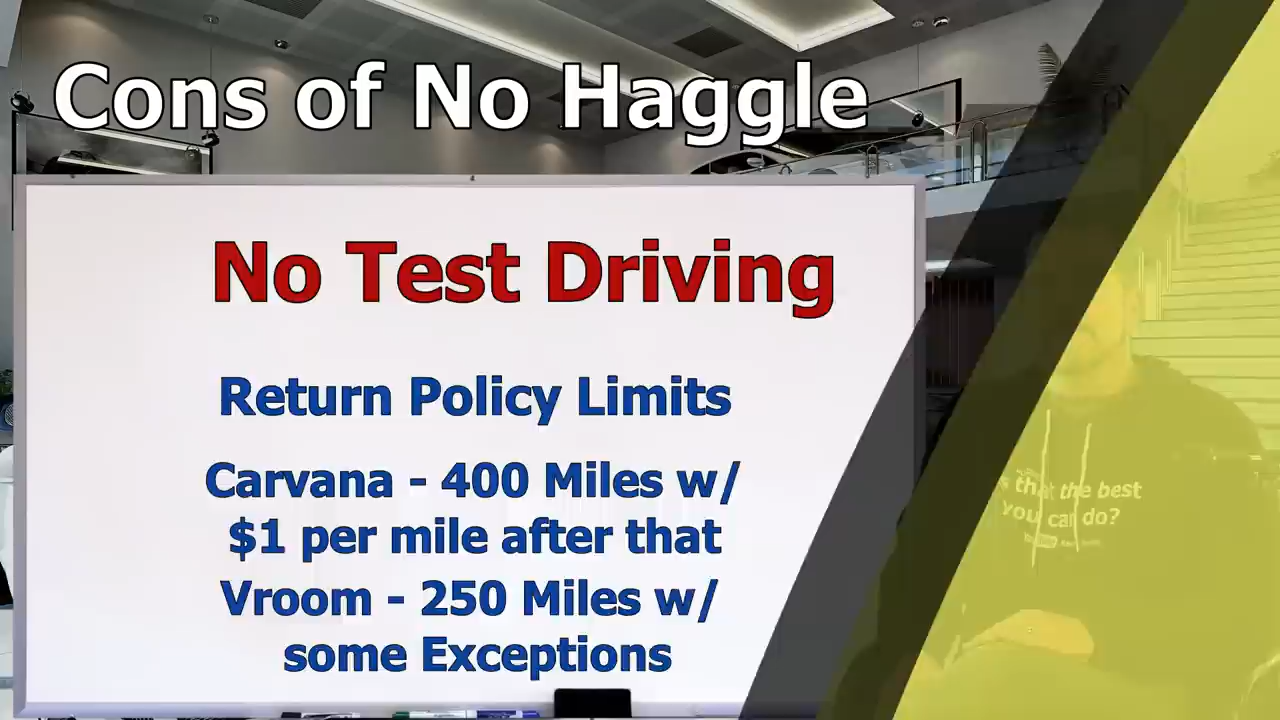 Cons of No Haggle
No Test Driving
Return Policy Limits
Carvana - 400 Miles w/
$1 per mile after that
Vroom - 250 Miles w/
some Exceptions
that the best
you can do?